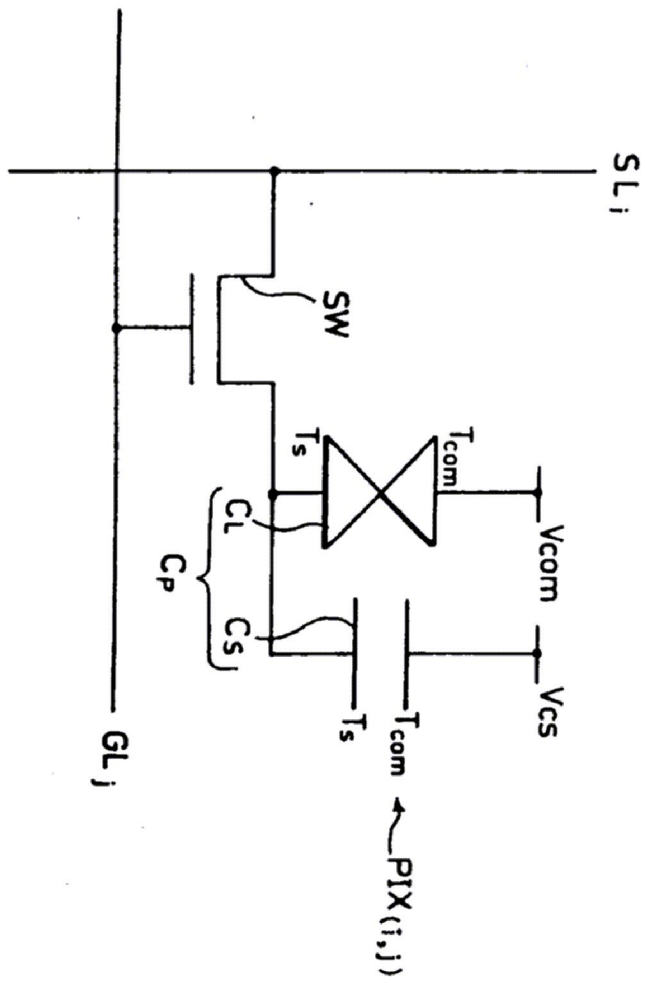 SLi
SW
Ts
Tcom
Vcom
CL
CP
CS
Ts
Tcom
Vcs
GLj
PIX(i,j)